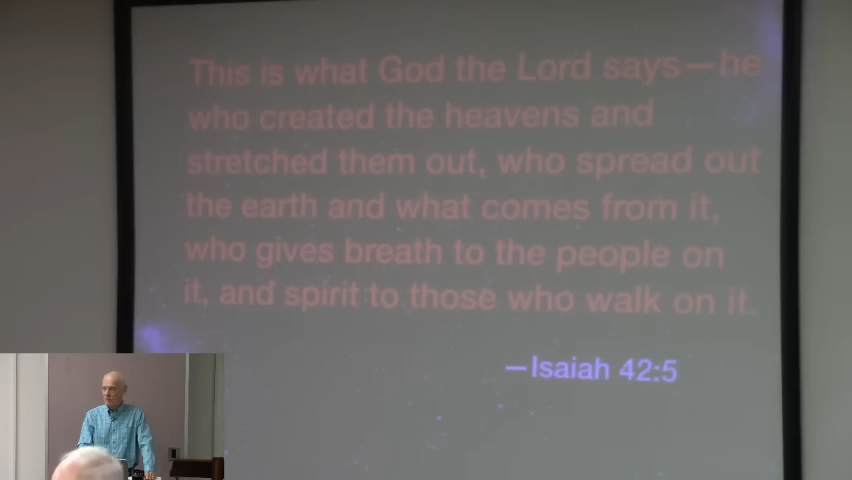 This is what God the Lord says—he
who created the heavens and
stretched them out, who spread out
the earth and what comes from it,
who gives breath to the people on
it, and spirit to those who walk on it.
—Isaiah 42:5